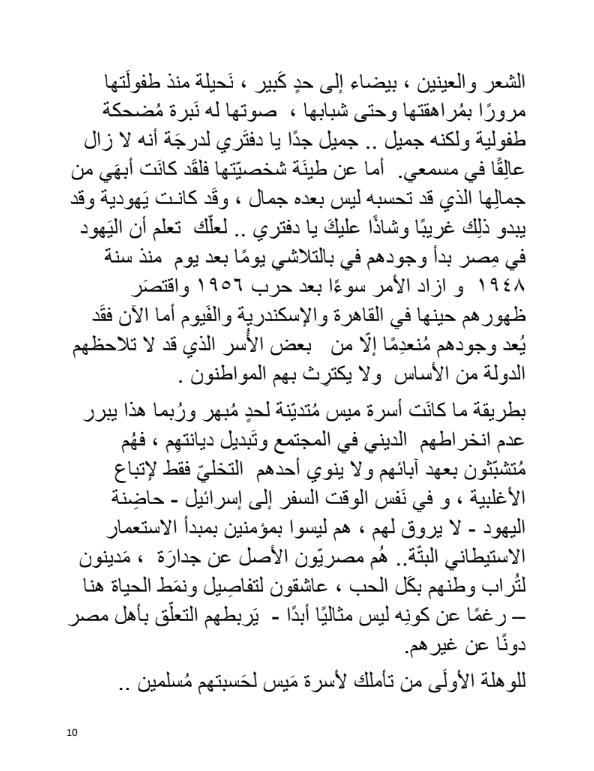 الشعر والعينين ، بيضاء إلى حدٍ كَبير ، نَحيلة منذ طفولَتها
مرورًا بمُراهقتها وحتى شبابها ، صوتها له نَبرة مُضحكة
طفولية ولكنه جميل .. جميل جدًا يا دفتَري لدرجَة أنه لا زال
عالِقًا في مسمعي. أما عن طينَة شخصيّتها فلقَد كانَت أبهَي من
جمالِها الذي قد تحسبه ليس بعده جمال ، وقَد كانـت يَهودية وقد
يبدو ذلِك غريبًا وشاذًا عليكَ يا دفتري .. لعلّك تعلم أن اليَهود
في مِصر بدأ وجودهم في بالتلاشي يومًا بعد يوم منذ سنة
١٩٤٨ و ازاد الأمر سوءًا بعد حرب ١٩٥٦ واقتصَر
ظهورهم حينها في القاهرة والإسكندرية والفَيوم أما الآن فقَد
يُعد وجودهم مُنعدِمًا إلّا من بعض الأُسر الذي قد لا تلاحظهم
الدولة من الأساس ولا يكترِث بهم المواطنون .
بطريقة ما كانَت أسرة ميس مُتديّنة لحدٍ مُبهر ورُبما هذا يبرر
عدم انخراطهم الديني في المجتمع وتَبديل ديانتهِم ، فهُم
مُتشبّثون بعهد آبائهم ولا ينوي أحدهم التخليّ فقط لإتباع
الأغلبية ، و في نَفس الوقت السفر إلى إسرائيل - حاضِنة
اليهود - لا يروق لهم ، هم ليسوا بمؤمنين بمبدأ الاستعمار
الاستيطاني البتّة.. هُم مصريّون الأصل عن جدارَة ، مَدينون
لتُراب وطنهم بكَل الحب ، عاشقون لتفاصِيل ونمَط الحياة هنا
– رغمًا عن كونِه ليس مثاليًا أبدًا - يَربطهم التعلّق بأهل مصر
دونًا عن غيرهم.
للوهلة الأولَى من تأملك لأسرة مَيس لحَسبتهم مُسلمين ..
10